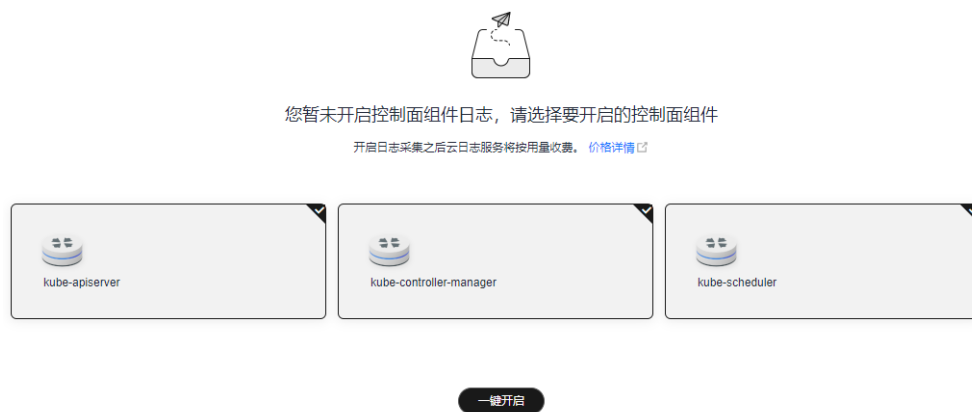 您暂未开启控制面组件日志，请选择要开启的控制面组件
开启日志采集之后云日志服务将按用量收费。 价格详情
kube-apiserver
kube-controller-manager
kube-scheduler
一键开启